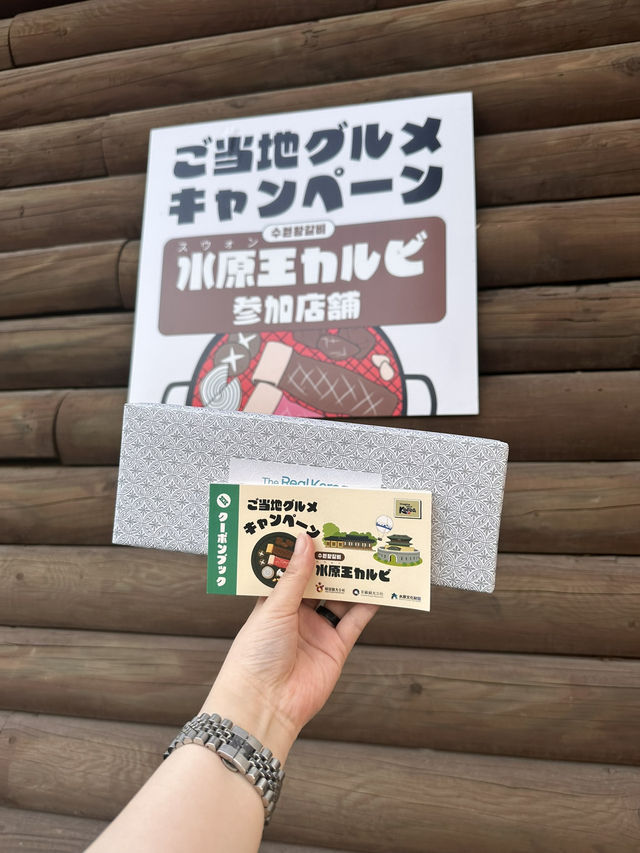 ご当地グルメ
キャンペーン
수원왕갈비
スウォン
水原王カルビ
参加店舗
The Real Korea
クーポンブック
ご当地グルメ
キャンペーン
수원왕갈비
水原王カルビ